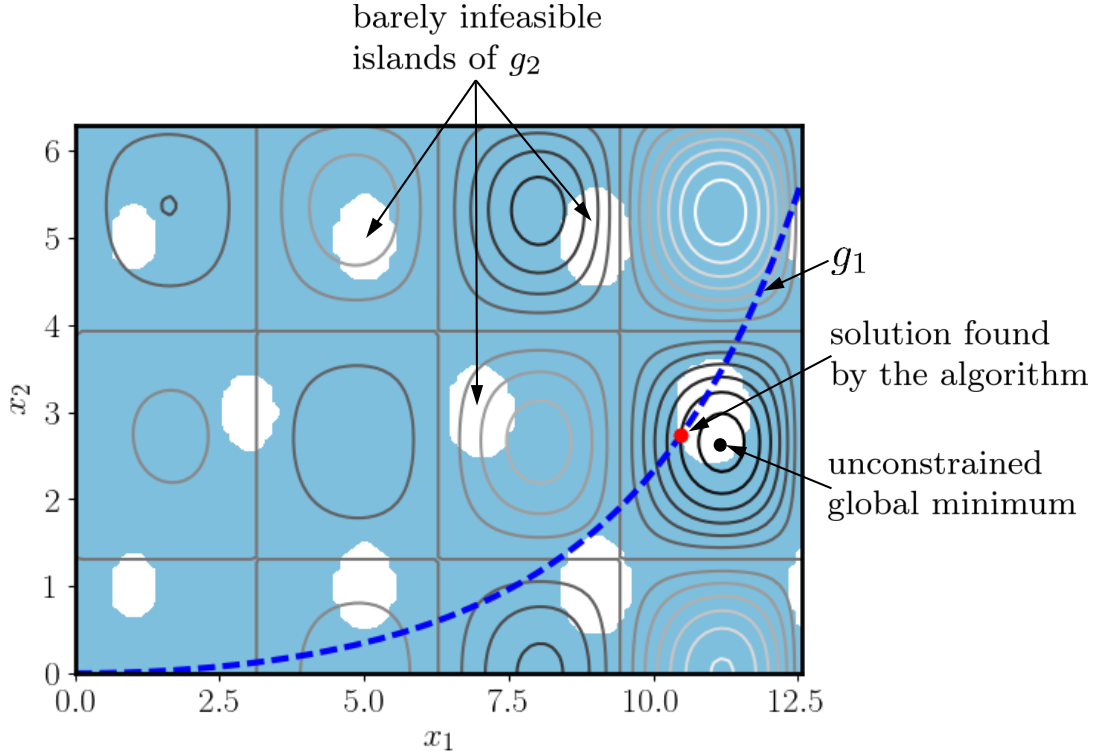 barely infeasible
islands of g₂
6
5
4
3
2
1
0
x₂
g₁
solution found
by the algorithm
unconstrained
global minimum
0.0 2.5 5.0 7.5 10.0 12.5
x₁